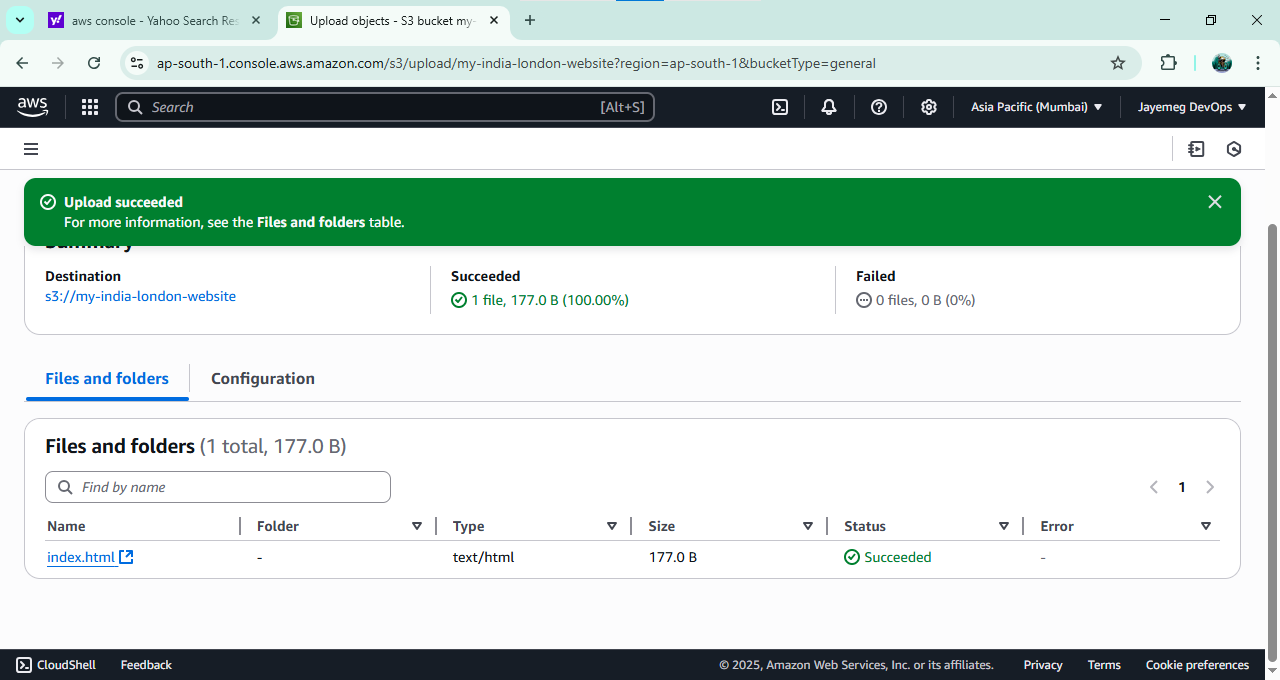 aws console - Yahoo Search Res
Upload objects - S3 bucket my-
ap-south-1.console.aws.amazon.com/s3/upload/my-india-london-website?region=ap-south-1&bucketType=general
aws
Search
[Alt+S]
Asia Pacific (Mumbai)
Jayemeg DevOps
Upload succeeded
For more information, see the Files and folders table.
Summary
Destination
s3://my-india-london-website
Succeeded
1 file, 177.0 B (100.00%)
Failed
0 files, 0 B (0%)
Files and folders
Configuration
Files and folders (1 total, 177.0 B)
Find by name
1
Name Folder Type Size Status Error
index.html - text/html 177.0 B Succeeded -
CloudShell Feedback © 2025, Amazon Web Services, Inc. or its affiliates. Privacy Terms Cookie preferences